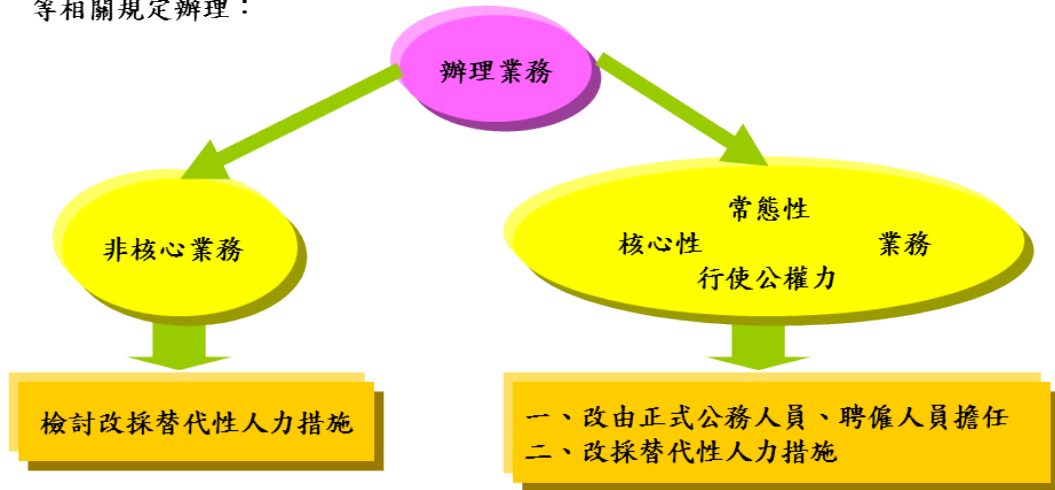 等相關規定辦理：
辦理業務
非核心業務
常態性
核心性 業務
行使公權力
檢討改採替代性人力措施
一、改由正式公務人員、聘僱人員擔任
二、改採替代性人力措施